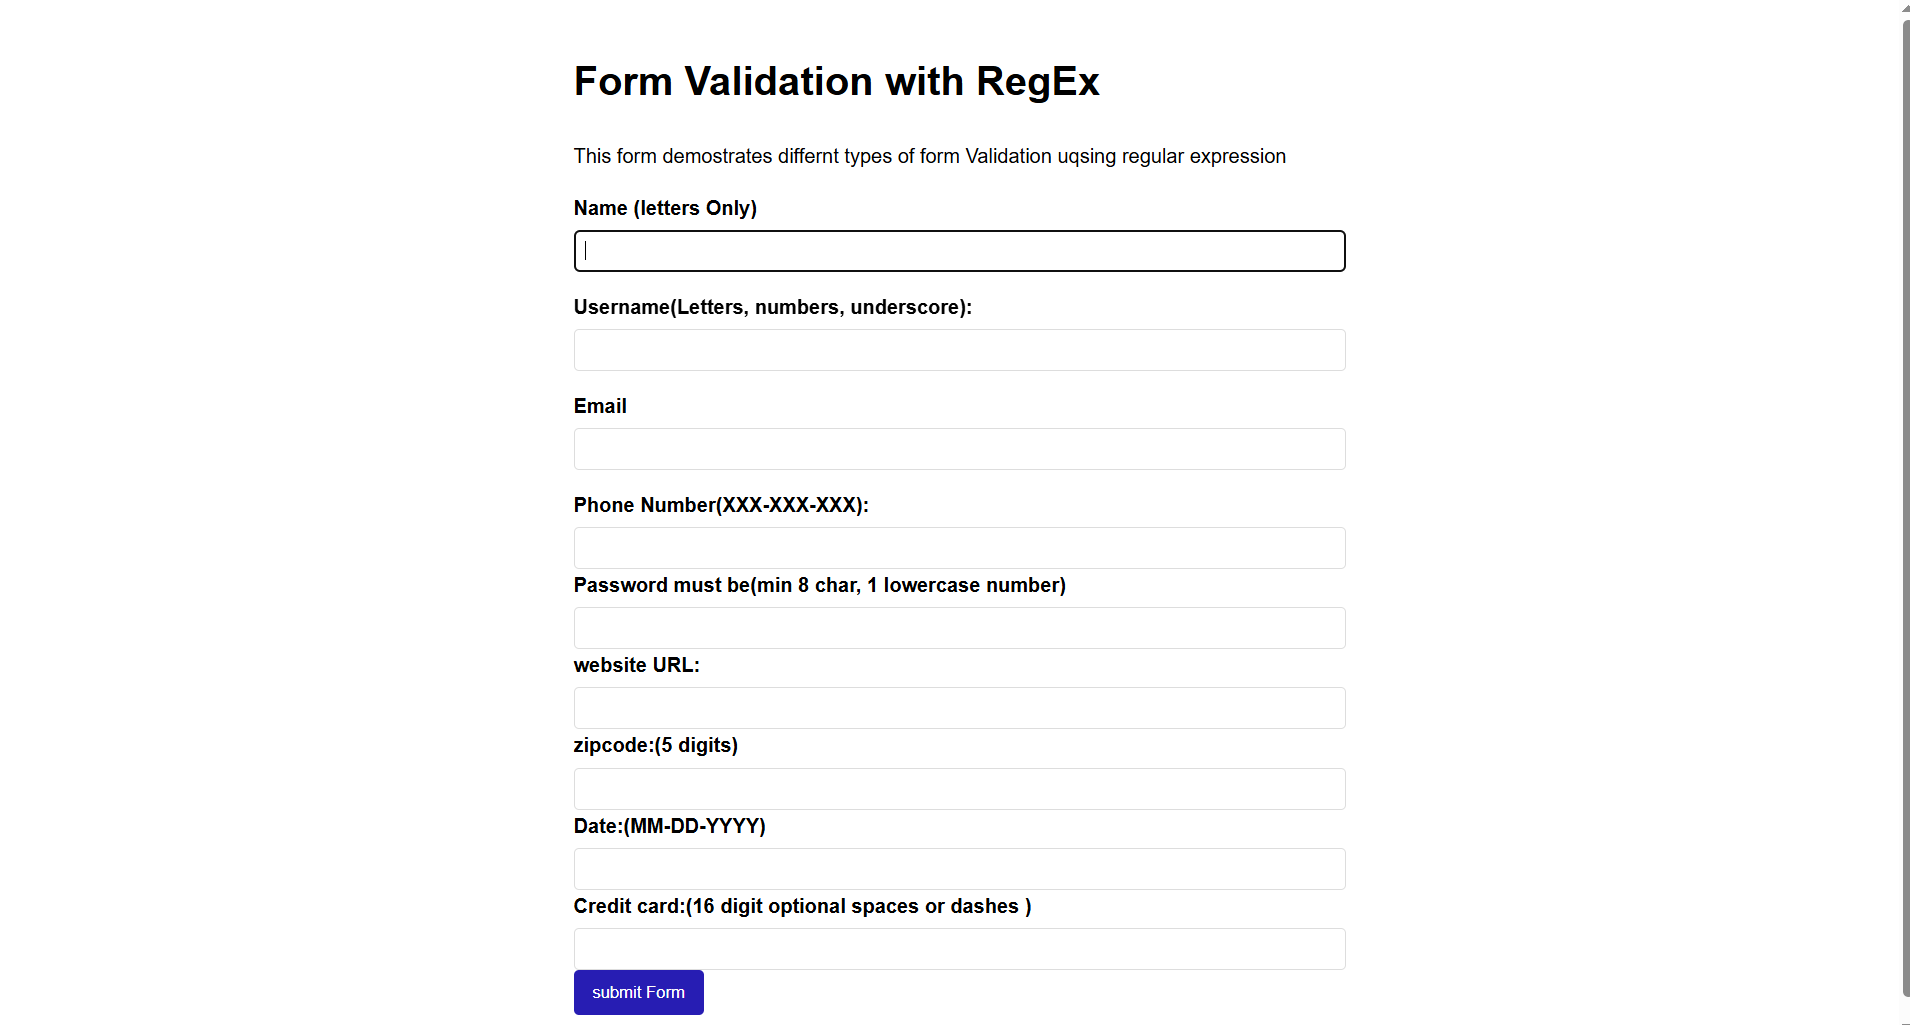 Form Validation with RegEx
This form demostrates differnt types of form Validation uqsing regular expression
Name (letters Only)
Username(Letters, numbers, underscore):
Email
Phone Number(XXX-XXX-XXX):
Password must be(min 8 char, 1 lowercase number)
website URL:
zipcode:(5 digits)
Date:(MM-DD-YYYY)
Credit card:(16 digit optional spaces or dashes )
submit Form